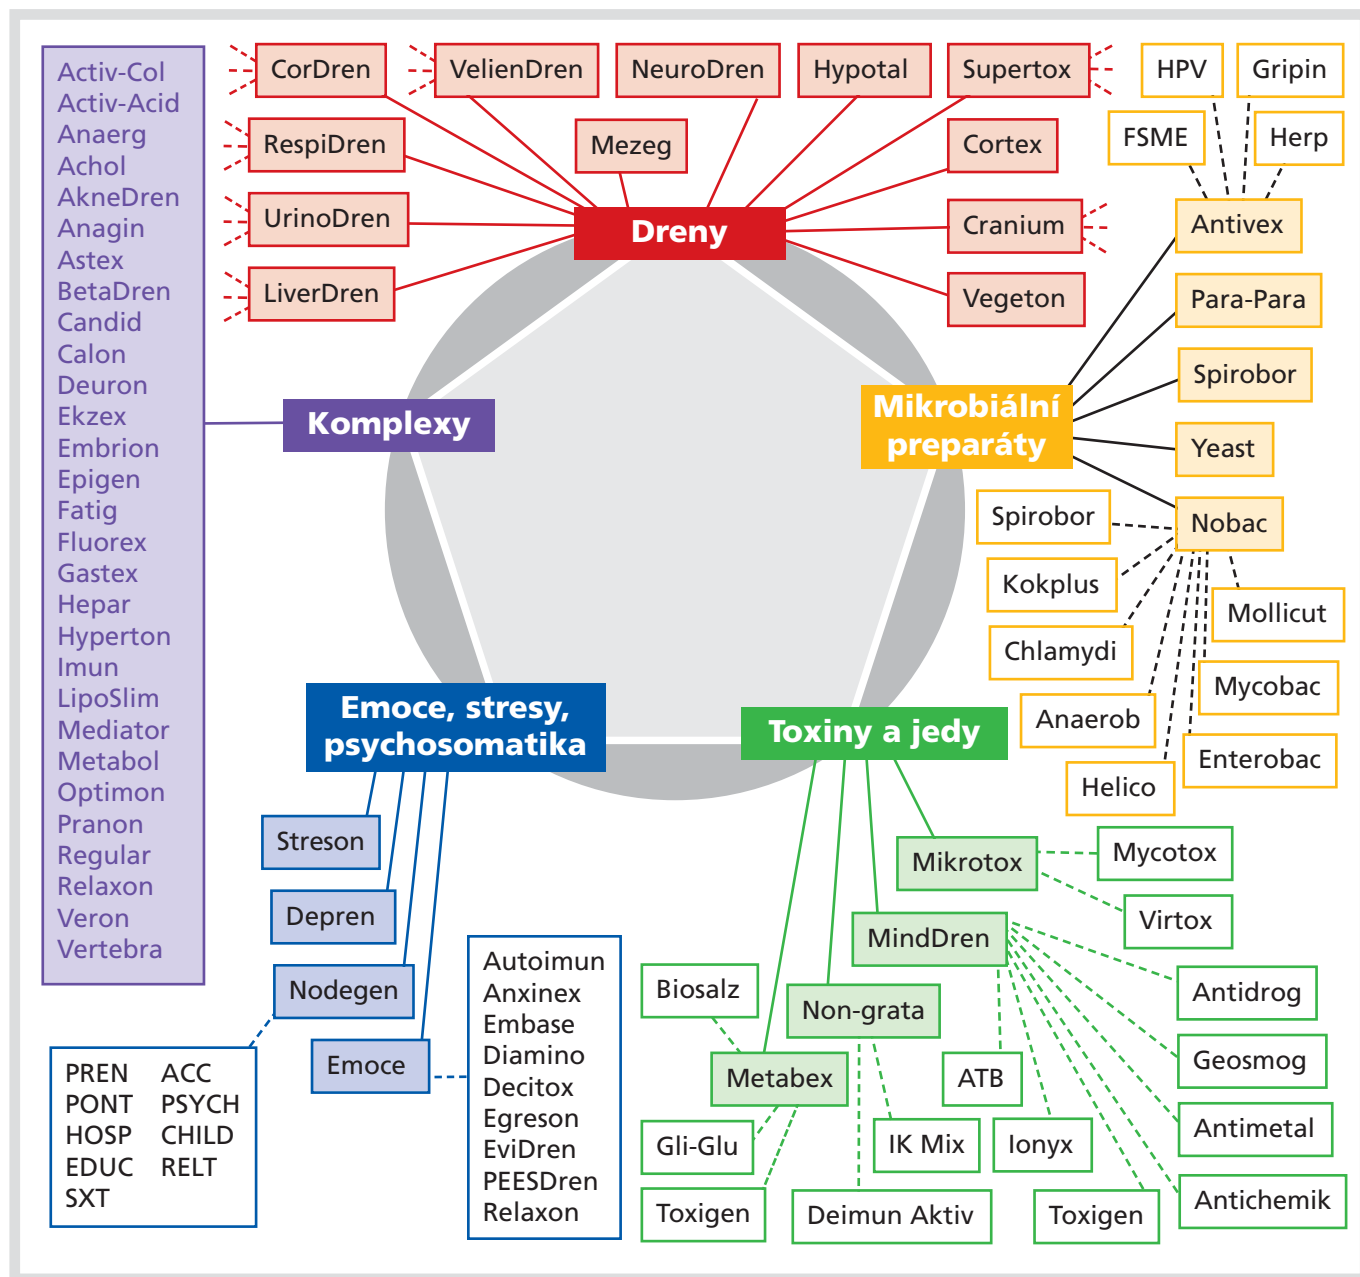 Activ-Col
Activ-Acid
Anaerg
Achol
AkneDren
Anagin
Astex
BetaDren
Candid
Calon
Deuron
Ekzex
Embrion
Epigen
Fatig
Fluorex
Gastex
Hepar
Hyperton
Imun
LipoSlim
Mediator
Metabol
Optimon
Pranon
Regular
Relaxon
Veron
Vertebra
Komplexy
CorDren
VelienDren
NeuroDren
Hypotal
Supertox
RespiDren
Mezeg
Cortex
UrinoDren
Dreny
Cranium
LiverDren
Vegeton
HPV
Gripin
FSME
Herp
Antivex
Para-Para
Mikrobiální
preparáty
Spirobor
Yeast
Nobac
Spirobor
Kokplus
Mollicut
Chlamydi
Mycobac
Anaerob
Enterobac
Helico
Emoce, stresy,
psychosomatika
Streson
Depren
Nodegen
Emoce
PREN ACC
PONT PSYCH
HOSP CHILD
EDUC RELT
SXT
Autoimun
Anxinex
Embase
Diamino
Decitox
Egreson
EviDren
PEESDren
Relaxon
Toxiny a jedy
Mikrotox
Mycotox
Virtox
MindDren
Antidrog
Geosmog
Antimetal
Antichemik
Toxigen
Ionyx
ATB
Non-grata
IK Mix
Deimun Aktiv
Metabex
Biosalz
Gli-Glu
Toxigen